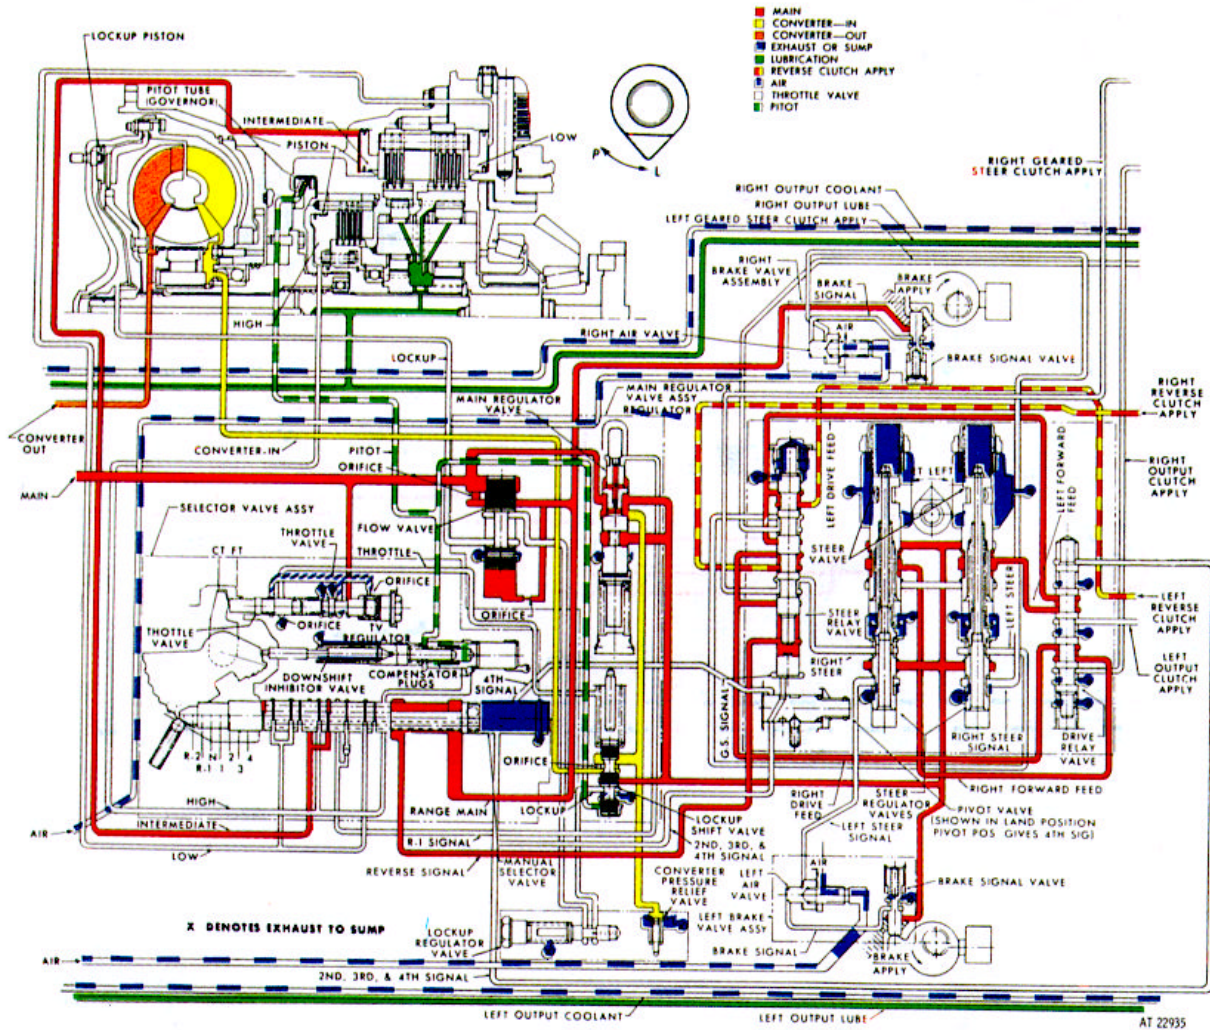 MAIN
CONVERTER—IN
CONVERTER—OUT
EXHAUST OR SUMP
LUBRICATION
REVERSE CLUTCH APPLY
AIR
THROTTLE VALVE
PITOT
LOCKUP PISTON
PITOT TUBE
(GOVERNOR)
INTERMEDIATE
PISTON
LOW
P
L
RIGHT GEARED
STEER CLUTCH APPLY
RIGHT OUTPUT COOLANT
RIGHT OUTPUT LUBE
LEFT GEARED STEER CLUTCH APPLY
RIGHT
BRAKE VALVE
ASSEMBLY
BRAKE
SIGNAL
BRAKE
APPLY
HIGH
RIGHT AIR VALVE
AIR
LOCKUP
BRAKE SIGNAL VALVE
MAIN REGULATOR
VALVE
MAIN REGULATOR
VALVE ASSY
REGULATOR
RIGHT
REVERSE
CLUTCH
APPLY
CONVERTER
OUT
CONVERTER-IN
PITOT
ORIFICE
MAIN
LEFT DRIVE FEED
CT LEFT
LEFT FORWARD
FEED
RIGHT
OUTPUT
CLUTCH
APPLY
SELECTOR VALVE ASSY
FLOW VALVE
THROTTLE
VALVE
THROTTLE
CT FT
ORIFICE
STEER VALVE
ORIFICE
TV
REGULATOR
ORIFICE
THOTTLE
VALVE
STEER RELAY
VALVE
LEFT STEER
LEFT
REVERSE
CLUTCH
APPLY
DOWNSHIFT
INHIBITOR VALVE
COMPENSATOR
PLUGS
4TH
SIGNAL
RIGHT
STEER
LEFT
OUTPUT
CLUTCH
APPLY
G.S. SIGNAL
RIGHT STEER
SIGNAL
DRIVE
RELAY
VALVE
R-2 N 2 4
R-1 1 3
ORIFICE
HIGH
INTERMEDIATE
RANGE MAIN
LOCKUP
RIGHT
DRIVE
FEED
STEER
REGULATOR
VALVES
RIGHT FORWARD FEED
PIVOT VALVE
(SHOWN IN LAND POSITION
PIVOT POS GIVES 4TH SIG)
AIR
R-1 SIGNAL
LOCKUP
SHIFT VALVE
LEFT STEER
SIGNAL
LOW
REVERSE SIGNAL
MANUAL
SELECTOR
VALVE
2ND, 3RD, &
4TH SIGNAL
CONVERTER
PRESSURE
RELIEF
VALVE
LEFT
AIR
VALVE
AIR
BRAKE SIGNAL VALVE
LEFT BRAKE
VALVE ASSY
X DENOTES EXHAUST TO SUMP
LOCKUP
REGULATOR
VALVE
BRAKE SIGNAL
BRAKE
APPLY
AIR
2ND, 3RD, & 4TH SIGNAL
LEFT OUTPUT COOLANT
LEFT OUTPUT LUBE
AT 22935